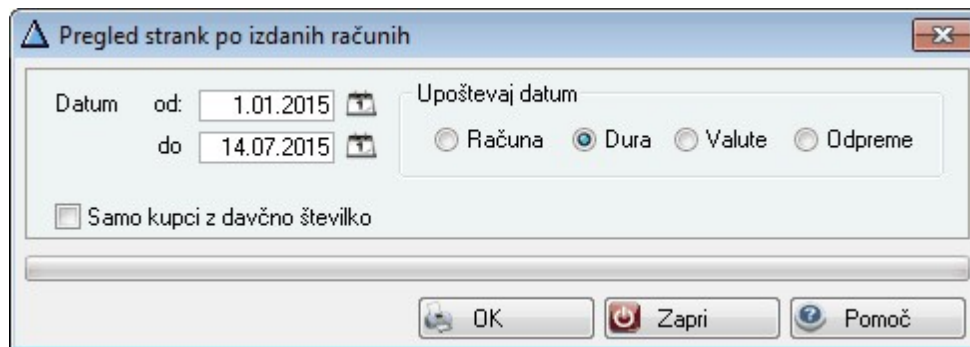 Pregled strank po izdanih računih
Datum od: 1.01.2015
do 14.07.2015
Upoštevaj datum
Računa Dura Valute Odpreme
Samo kupci z davčno številko
OK Zapri Pomoč